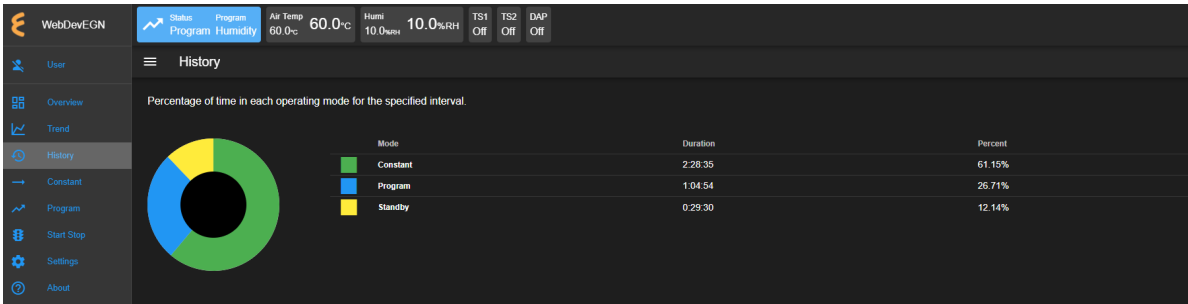 WebDevEGN
Status Program
Program Humidity
Air Temp
60.0°C 60.0°C
Humi
10.0%RH 10.0%RH
TS1 TS2 DAP
Off Off Off
User
History
Overview
Trend
History
Constant
Program
Start Stop
Settings
About
Percentage of time in each operating mode for the specified interval.
Mode Duration Percent
Constant 2:28:35 61.15%
Program 1:04:54 26.71%
Standby 0:29:30 12.14%